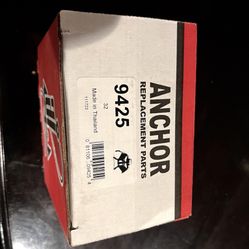 ANCHOR
REPLACEMENT PARTS
9425
32
Made in Thailand